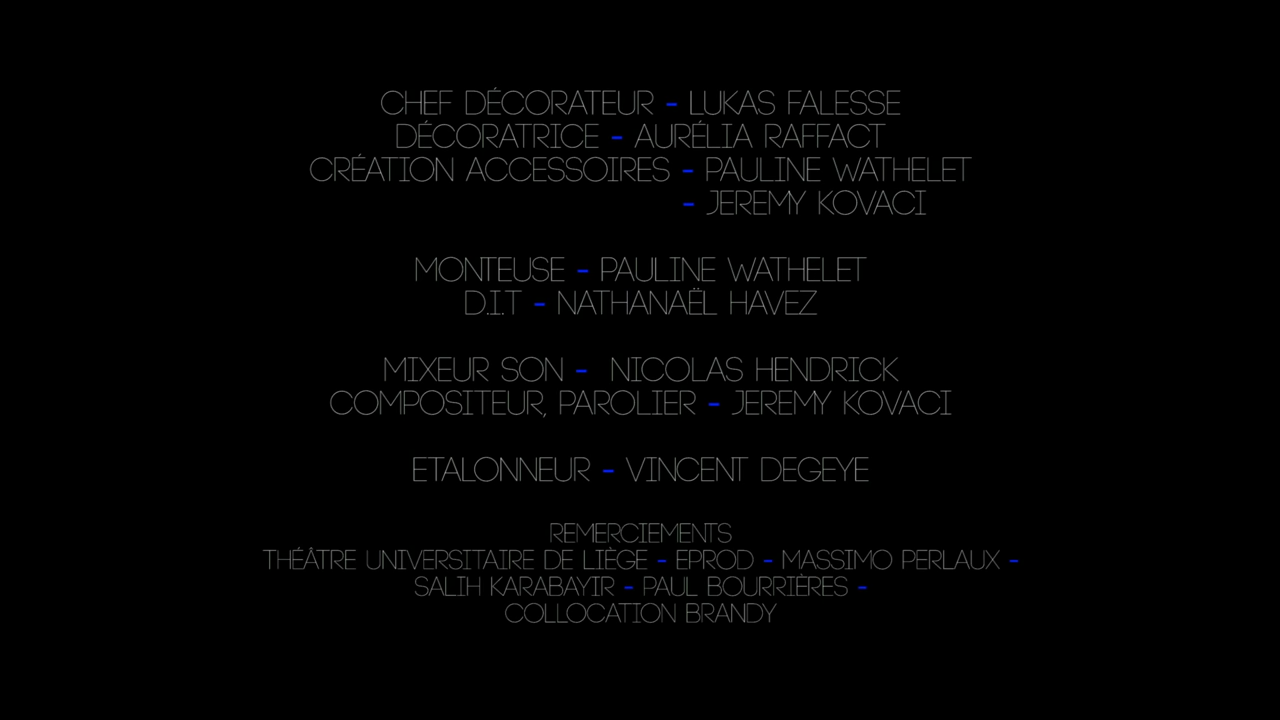 CHEF DÉCORATEUR - LUKAS FALESSE
DÉCORATRICE - AURÉLIA RAFFACT
CRÉATION ACCESSOIRES - PAULINE WATHELET
- JEREMY KOVACI
MONTEUSE - PAULINE WATHELET
D.I.T - NATHANAËL HAVEZ
MIXEUR SON - NICOLAS HENDRICK
COMPOSITEUR, PAROLIER - JEREMY KOVACI
ETALONNEUR - VINCENT DEGEYE
REMERCIEMENTS
THÉÂTRE UNIVERSITAIRE DE LIÈGE - EPROD - MASSIMO PERLAUX -
SALIH KARABAYIR - PAUL BOURRIÈRES -
COLLOCATION BRANDY